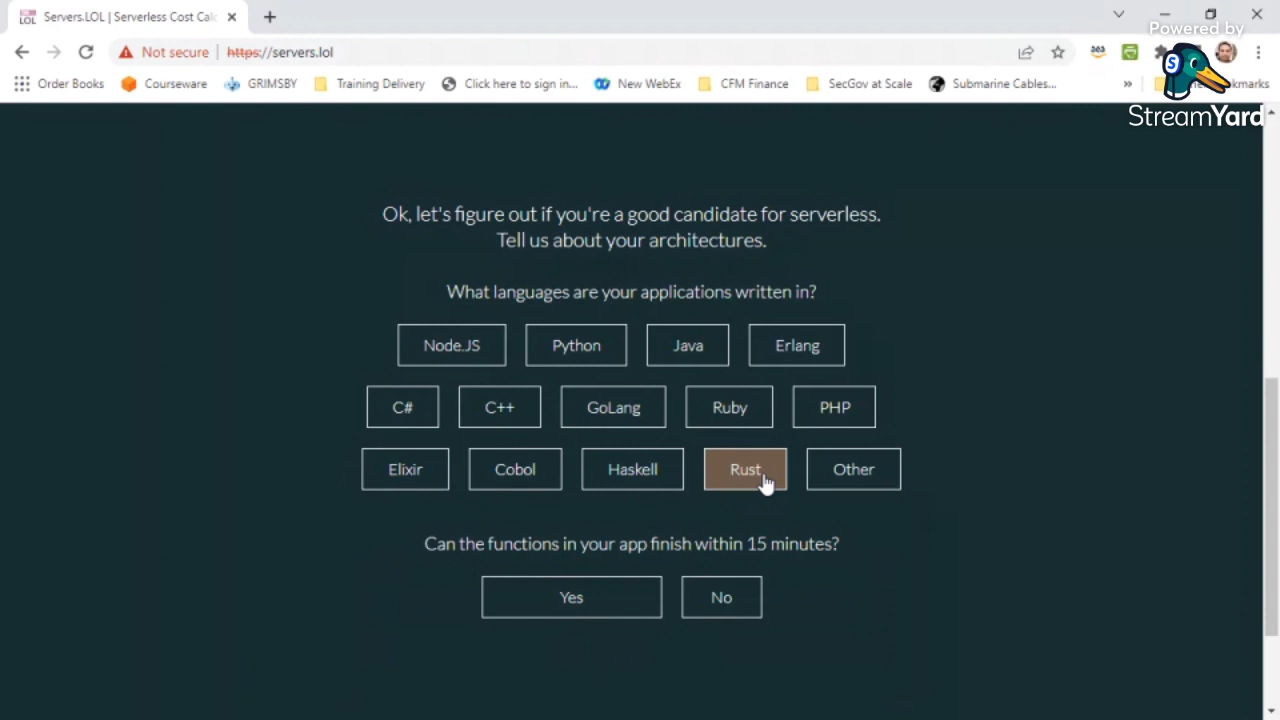 Servers.LOL | Serverless Cost Calc
Powered by
Not secure | https://servers.lol
Order Books Courseware GRIMSBY Training Delivery Click here to sign in... New WebEx CFM Finance SecGov at Scale Submarine Cables... »
StreamYard
Ok, let's figure out if you're a good candidate for serverless.
Tell us about your architectures.
What languages are your applications written in?
Node.JS Python Java Erlang
C# C++ GoLang Ruby PHP
Elixir Cobol Haskell Rust Other
Can the functions in your app finish within 15 minutes?
Yes No